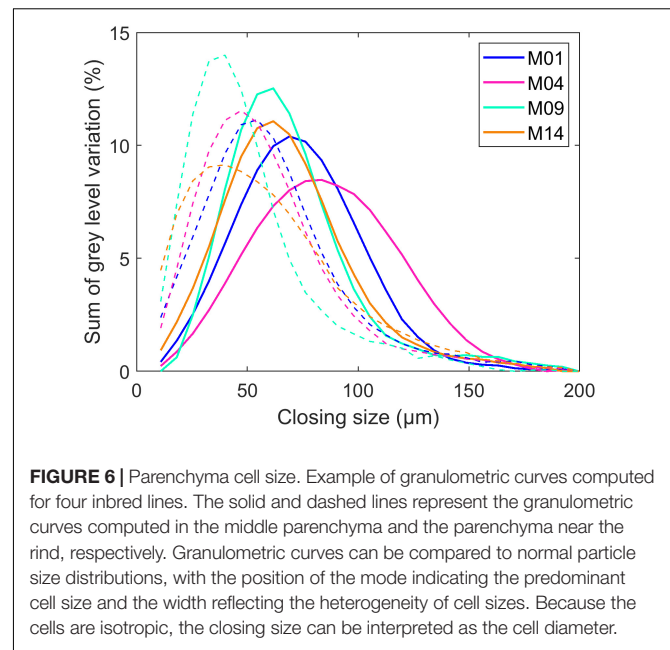 15
10
5
0
Sum of grey level variation (%)
M01
M04
M09
M14
0 50 100 150 200
Closing size (µm)
FIGURE 6 | Parenchyma cell size. Example of granulometric curves computed
for four inbred lines. The solid and dashed lines represent the granulometric
curves computed in the middle parenchyma and the parenchyma near the
rind, respectively. Granulometric curves can be compared to normal particle
size distributions, with the position of the mode indicating the predominant
cell size and the width reflecting the heterogeneity of cell sizes. Because the
cells are isotropic, the closing size can be interpreted as the cell diameter.